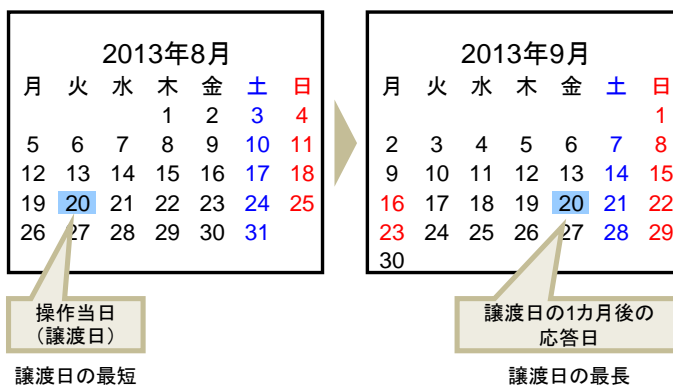 2013年8月
月 火 水 木 金 土 日
1 2 3 4
5 6 7 8 9 10 11
12 13 14 15 16 17 18
19 20 21 22 23 24 25
26 27 28 29 30 31
操作当日
（譲渡日）
譲渡日の最短
2013年9月
月 火 水 木 金 土 日
1
2 3 4 5 6 7 8
9 10 11 12 13 14 15
16 17 18 19 20 21 22
23 24 25 26 27 28 29
30
譲渡日の1カ月後の
応答日
譲渡日の最長